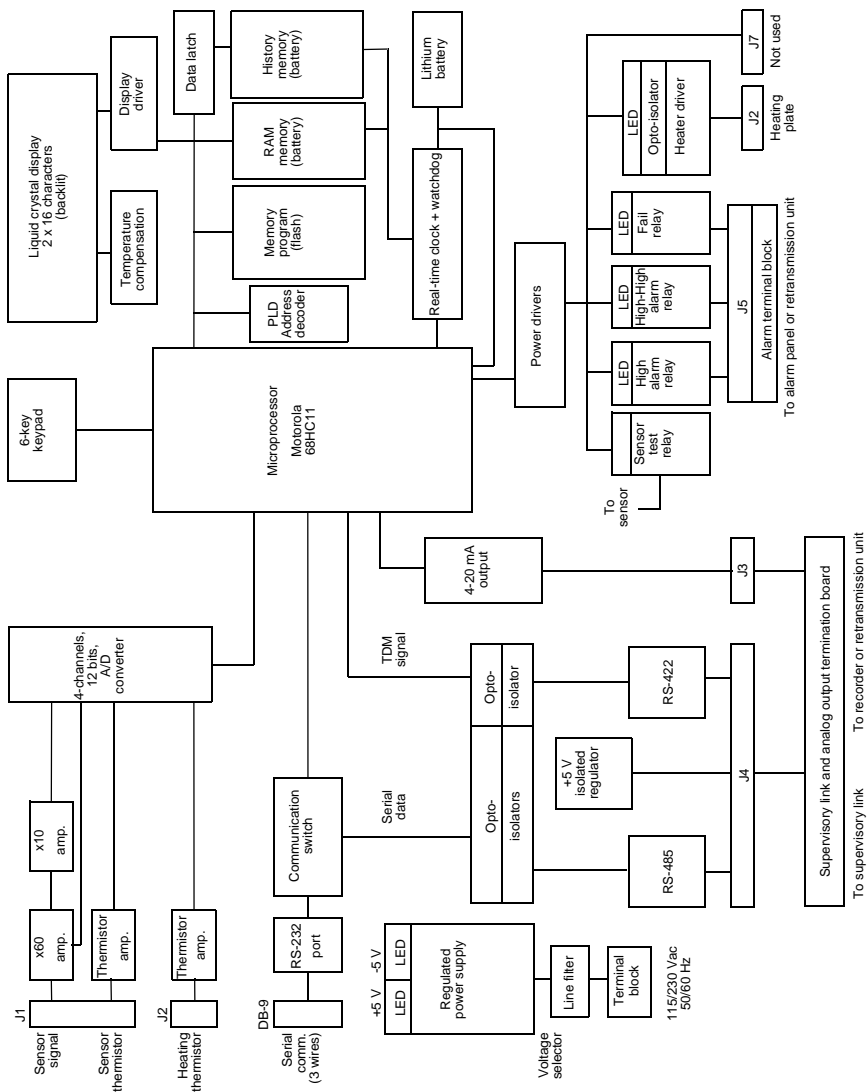 J1
Sensor
signal
Sensor
thermistor
J2
Heating
thermistor
x60
amp.
x10
amp.
Thermistor
amp.
Thermistor
amp.
4-channels,
12 bits,
A/D
converter
6-key
keypad
Liquid crystal display
2 x 16 characters
(backlit)
Temperature
compensation
Display
driver
Data latch
PLD
Address
decoder
Memory
program
(flash)
RAM
memory
(battery)
History
memory
(battery)
Real-time clock + watchdog
Lithium
battery
Microprocessor
Motorola
68HC11
DB-9
Serial
comm.
(3 wires)
RS-232
port
Communication
switch
Serial
data
TDM
signal
4-20 mA
output
Power drivers
+5 V
-5 V
LED
LED
Regulated
power supply
Voltage
selector
Line filter
Terminal
block
115/230 Vac
50/60 Hz
Opto-
isolators
Opto-
isolator
RS-485
+5 V
isolated
regulator
RS-422
J4
J3
Supervisory link and analog output termination board
To supervisory link
To recorder or retransmission unit
To
sensor
Sensor
test
relay
LED
High
alarm
relay
LED
High-High
alarm
relay
LED
Fail
relay
LED
Opto-isolator
Heater driver
J5
Alarm terminal block
To alarm panel or retransmission unit
J2
Heating
plate
J7
Not used